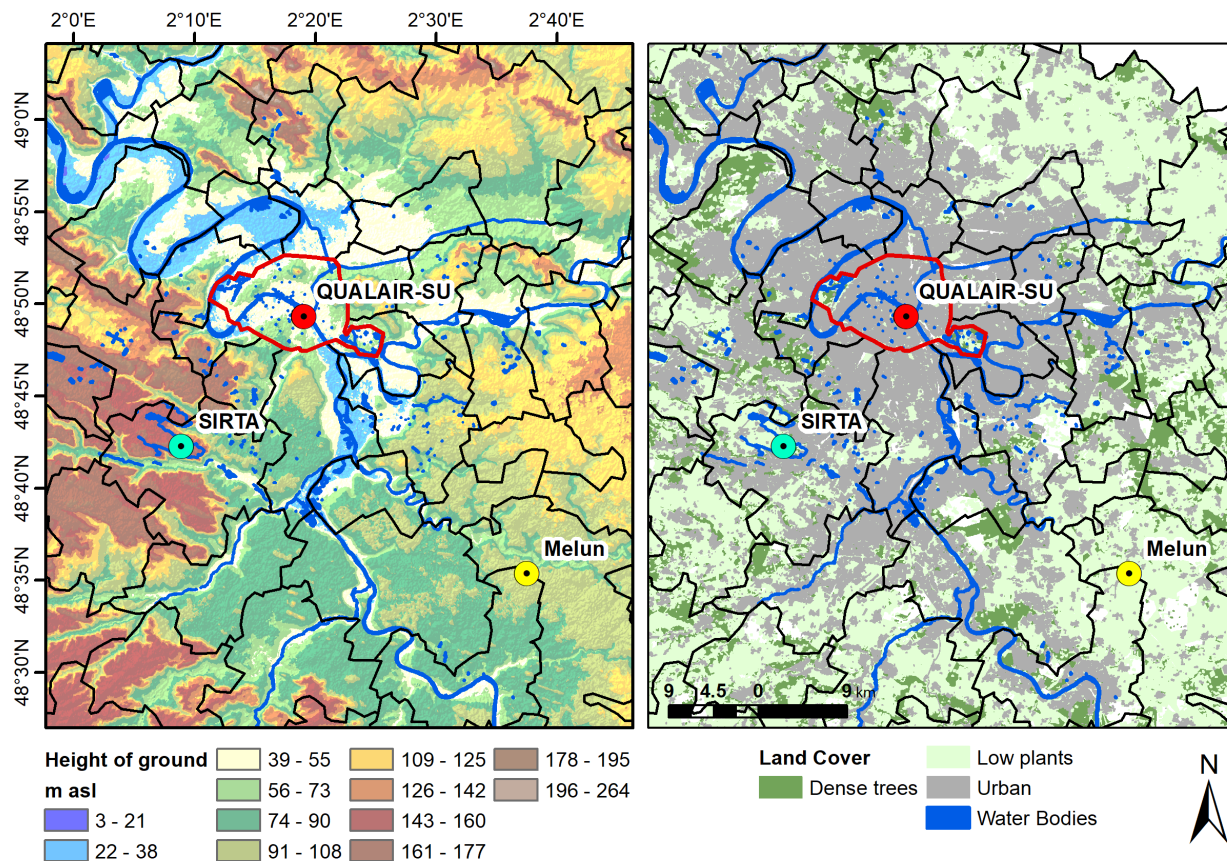 2°0'E 2°10'E 2°20'E 2°30'E 2°40'E
49°0'N
48°55'N
48°50'N
48°45'N
48°40'N
48°35'N
48°30'N
QUALAIR-SU
SIRTA
Melun
QUALAIR-SU
SIRTA
Melun
9 4.5 0 9 km
Height of ground
m asl
3 - 21
22 - 38
39 - 55
56 - 73
74 - 90
91 - 108
109 - 125
126 - 142
143 - 160
161 - 177
178 - 195
196 - 264
Land Cover
Dense trees
Low plants
Urban
Water Bodies
N